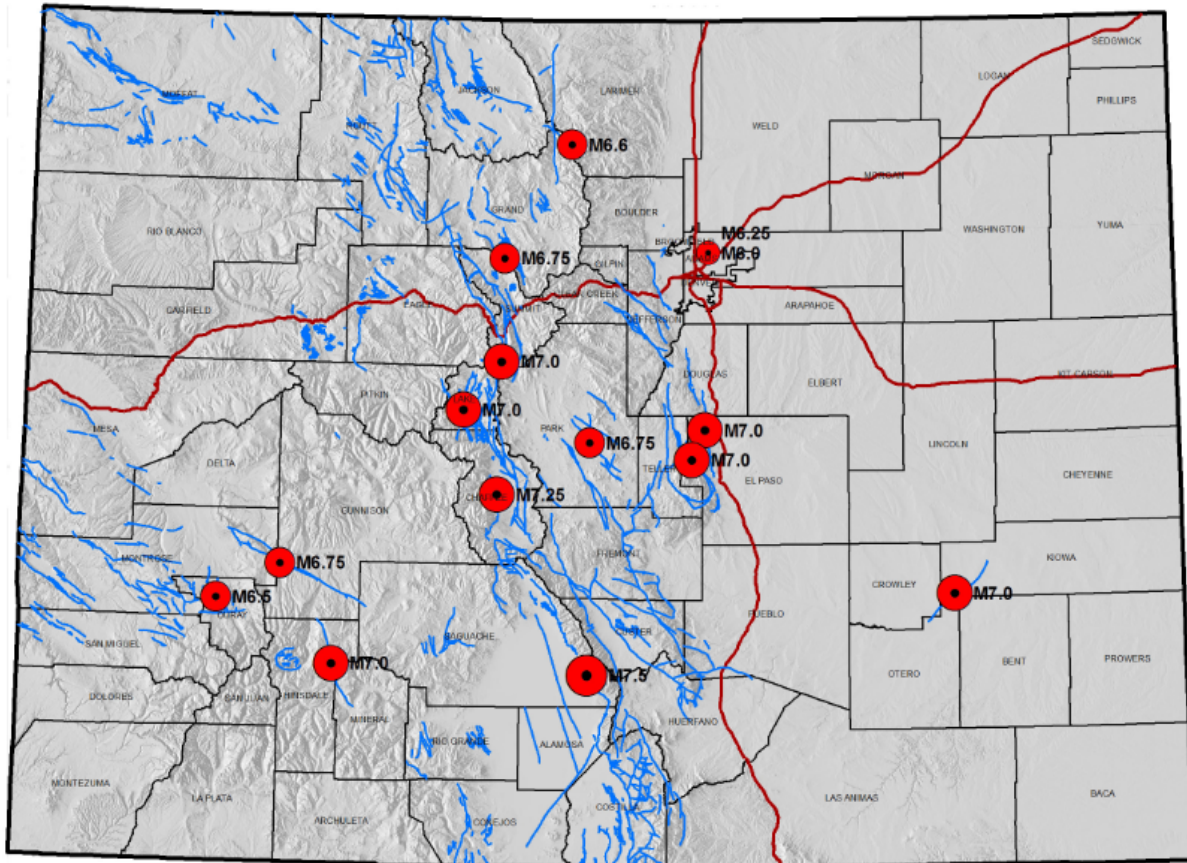 SEDGWICK
LOGAN
PHILLIPS
JACKSON
LARIMER
MOFFAT
ROUTT
WELD
M6.6
MORGAN
GRAND
BOULDER
WASHINGTON
YUMA
RIO BLANCO
M6.25
M6.0
M6.75
GILPIN
ARAPAHOE
GARFIELD
EAGLE
SUMMIT
JEFFERSON
M7.0
DOUGLAS
ELBERT
KIT CARSON
PITKIN
LAKE
M7.0
MESA
PARK
M7.0
LINCOLN
M6.75
DELTA
M7.0
TELLER
EL PASO
CHEYENNE
M7.25
CHAFFEE
GUNNISON
MONTROSE
M6.75
FREMONT
KIOWA
CROWLEY
M7.0
M6.5
OURAY
PUEBLO
SAGUACHE
CUSTER
SAN MIGUEL
M7.0
BENT
PROWERS
OTERO
M7.5
DOLORES
SAN JUAN
HINSDALE
MINERAL
HUERFANO
RIO GRANDE
ALAMOSA
MONTEZUMA
LA PLATA
LAS ANIMAS
BACA
COSTILLA
ARCHULETA
CONEJOS